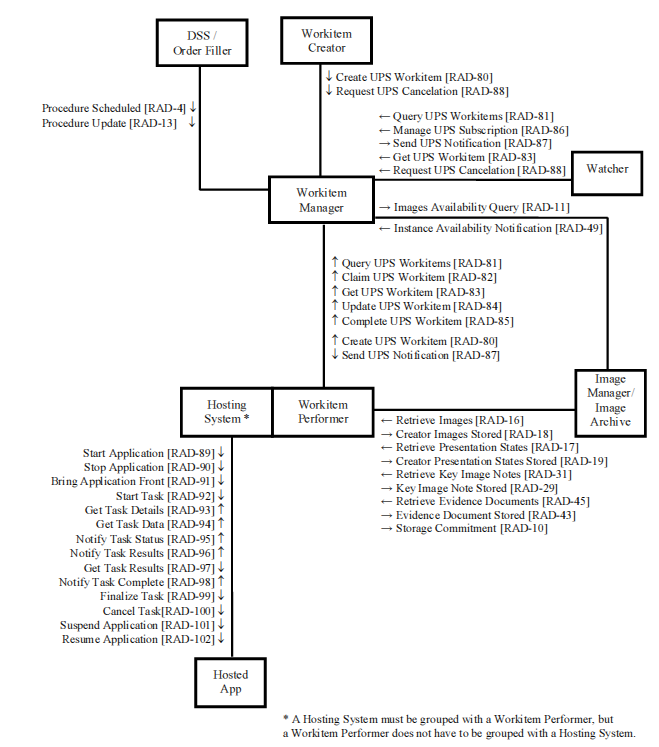 DSS /
Order Filler
Workitem
Creator
↓ Create UPS Workitem [RAD-80]
↓ Request UPS Cancelation [RAD-88]
Procedure Scheduled [RAD-4] ↓
Procedure Update [RAD-13] ↓
← Query UPS Workitems [RAD-81]
← Manage UPS Subscription [RAD-86]
→ Send UPS Notification [RAD-87]
← Get UPS Workitem [RAD-83]
← Request UPS Cancelation [RAD-88]
Watcher
Workitem
Manager
→ Images Availability Query [RAD-11]
← Instance Availability Notification [RAD-49]
↑ Query UPS Workitems [RAD-81]
↑ Claim UPS Workitem [RAD-82]
↑ Get UPS Workitem [RAD-83]
↑ Update UPS Workitem [RAD-84]
↑ Complete UPS Workitem [RAD-85]
↑ Create UPS Workitem [RAD-80]
↓ Send UPS Notification [RAD-87]
Image
Manager/
Image
Archive
Hosting
System *
Workitem
Performer
← Retrieve Images [RAD-16]
→ Creator Images Stored [RAD-18]
← Retrieve Presentation States [RAD-17]
→ Creator Presentation States Stored [RAD-19]
← Retrieve Key Image Notes [RAD-31]
→ Key Image Note Stored [RAD-29]
← Retrieve Evidence Documents [RAD-45]
→ Evidence Document Stored [RAD-43]
→ Storage Commitment [RAD-10]
Start Application [RAD-89] ↓
Stop Application [RAD-90] ↓
Bring Application Front [RAD-91] ↓
Start Task [RAD-92] ↓
Get Task Details [RAD-93] ↑
Get Task Data [RAD-94] ↑
Notify Task Status [RAD-95] ↑
Notify Task Results [RAD-96] ↑
Get Task Results [RAD-97] ↓
Notify Task Complete [RAD-98] ↑
Finalize Task [RAD-99] ↓
Cancel Task[RAD-100] ↓
Suspend Application [RAD-101] ↓
Resume Application [RAD-102] ↓
Hosted
App
* A Hosting System must be grouped with a Workitem Performer, but
a Workitem Performer does not have to be grouped with a Hosting System.